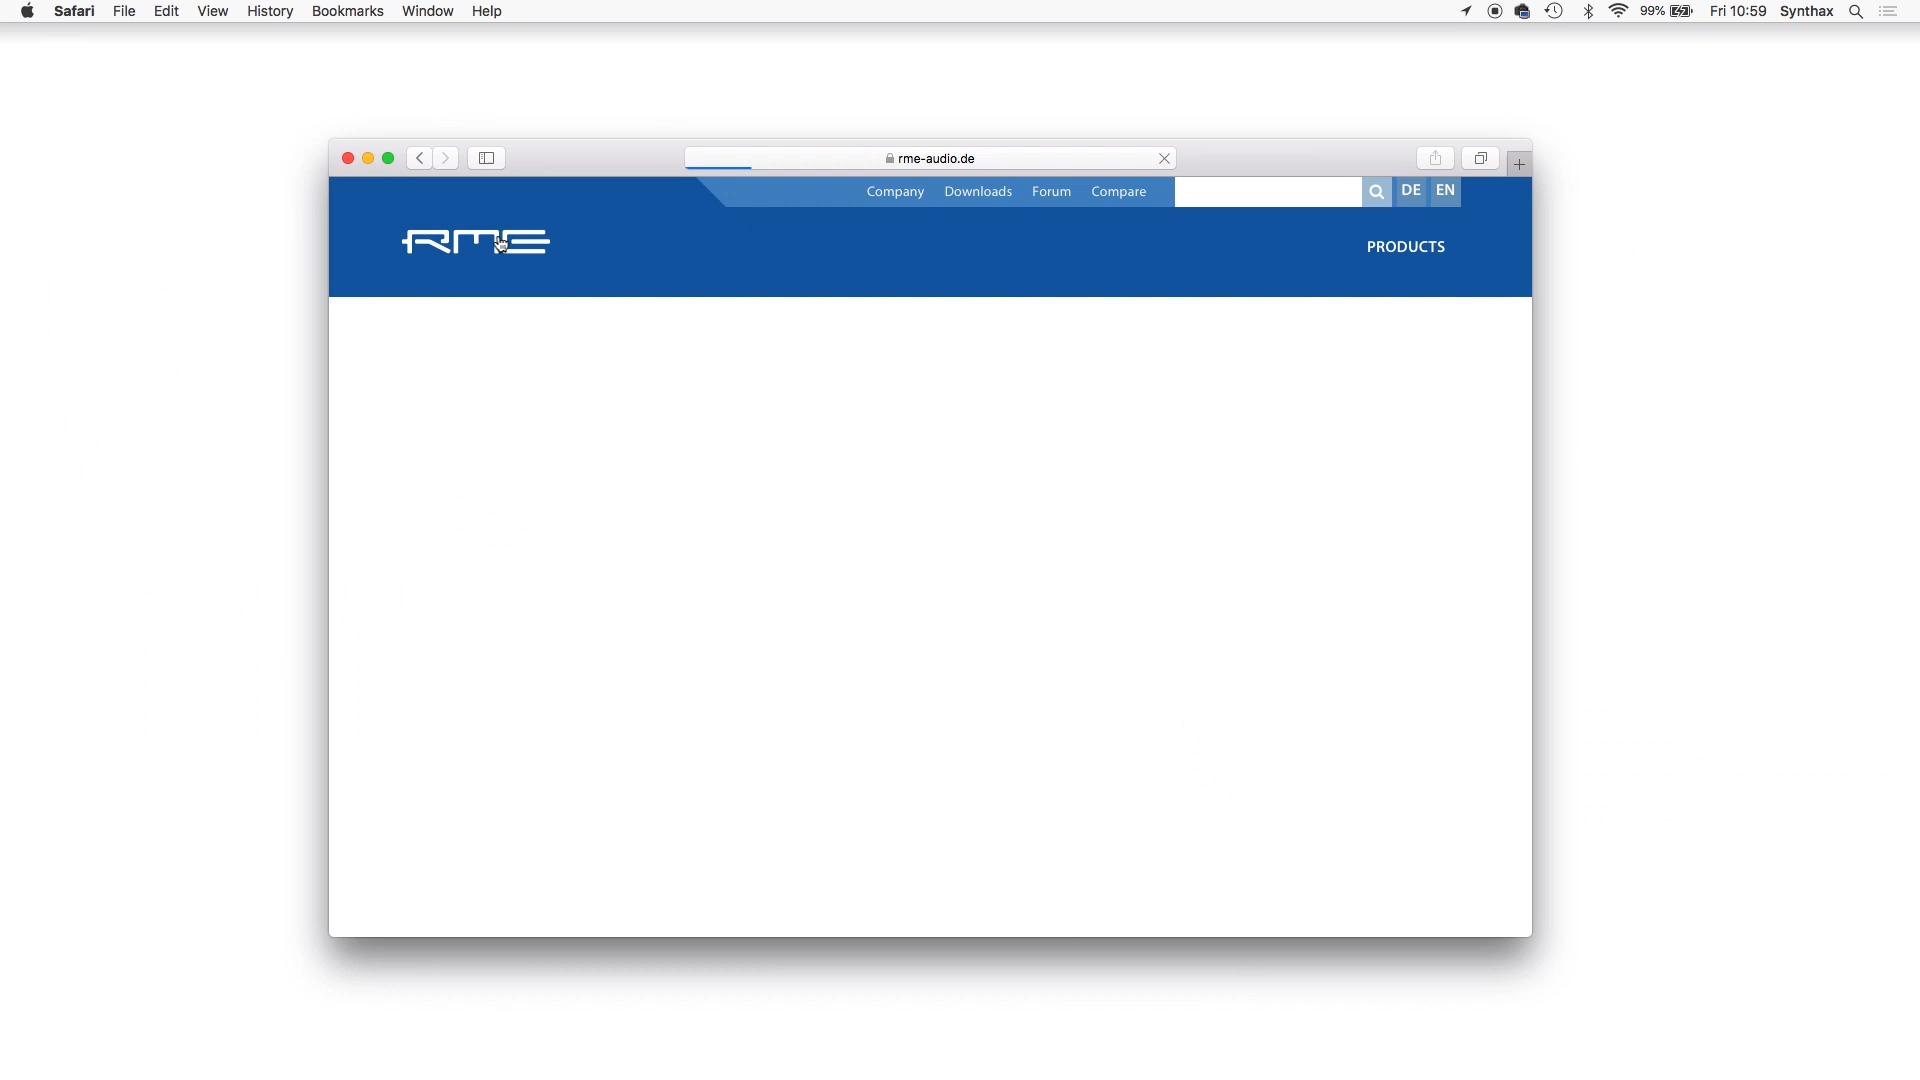 Safari File Edit View History Bookmarks Window Help 99% Fri 10:59 Synthax
rme-audio.de
Company Downloads Forum Compare DE EN
RME
PRODUCTS